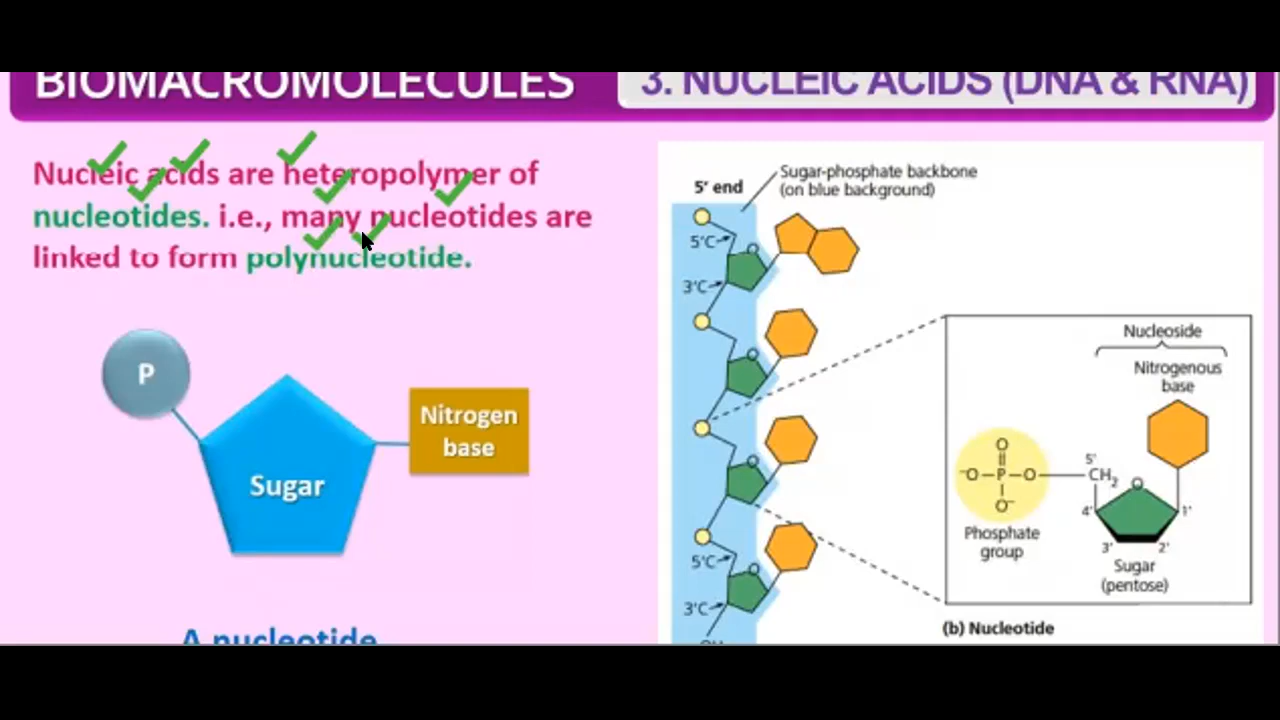 BIOMACROMOLECULES
3. NUCLEIC ACIDS (DNA & RNA)
Nucleic acids are heteropolymer of
nucleotides. i.e., many nucleotides are
linked to form polynucleotide.
P
Sugar
Nitrogen
base
A nucleotide
Sugar-phosphate backbone
(on blue background)
5' end
5'C
3'C
5'C
3'C
OH
O
O
O
O
Nucleoside
Nitrogenous
base
O
⁻O–P–O
O⁻
5'
CH₂
O
4'
1'
3'
2'
Phosphate
group
Sugar
(pentose)
(b) Nucleotide